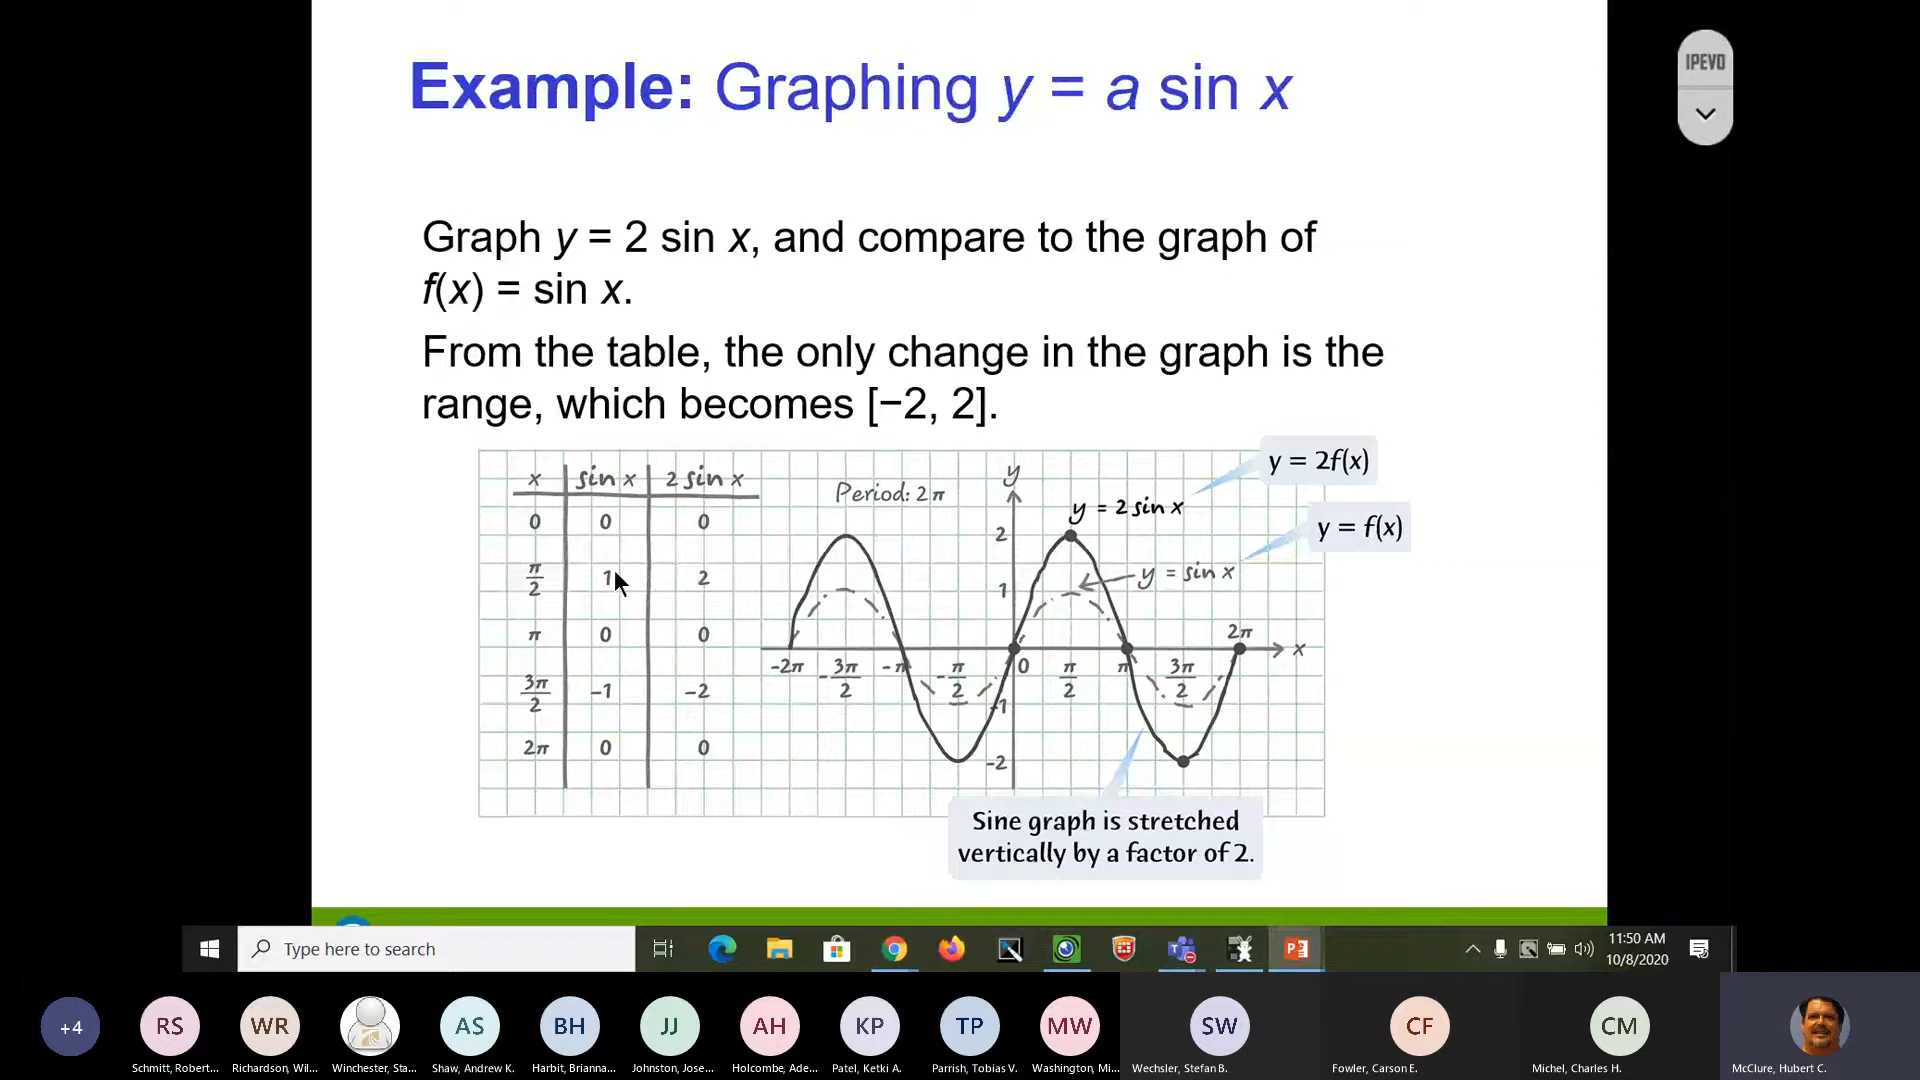 IPEVO
Example: Graphing y = a sin x
Graph y = 2 sin x, and compare to the graph of
f(x) = sin x.
From the table, the only change in the graph is the
range, which becomes [−2, 2].
x sin x 2 sin x
0 0 0
π/2 1 2
π 0 0
3π/2 -1 -2
2π 0 0
Period: 2π
y
y = 2f(x)
y = 2 sin x
y = f(x)
y = sin x
2
1
-1
-2
-2π -3π/2 -π -π/2 0 π/2 π 3π/2 2π x
Sine graph is stretched
vertically by a factor of 2.
Type here to search
11:50 AM
10/8/2020
+4 RS WR AS BH JJ AH KP TP MW SW CF CM
Schmitt, Robert... Richardson, Wil... Winchester, Sta... Shaw, Andrew K. Harbit, Brianna... Johnston, Jose... Holcombe, Ade... Patel, Ketki A. Parrish, Tobias V. Washington, Mi... Wechsler, Stefan B. Fowler, Carson E. Michel, Charles H. McClure, Hubert C.